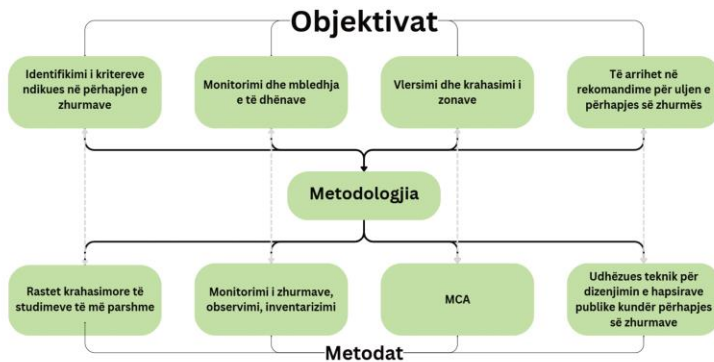 Objektivat
Identifikimi i kritereve
ndikues në përhapjen e
zhurmave
Monitorimi dhe mbledhja
e të dhënave
Vlersimi dhe krahasimi i
zonave
Të arrihet në
rekomandime për uljen e
përhapjes së zhurmës
Metodologjia
Rastet krahasimore të
studimeve të më parshme
Monitorimi i zhurmave,
observimi, inventarizimi
MCA
Udhëzues teknik për
dizenjimin e hapsirave
publike kundër përhapjes
së zhurmave
Metodat